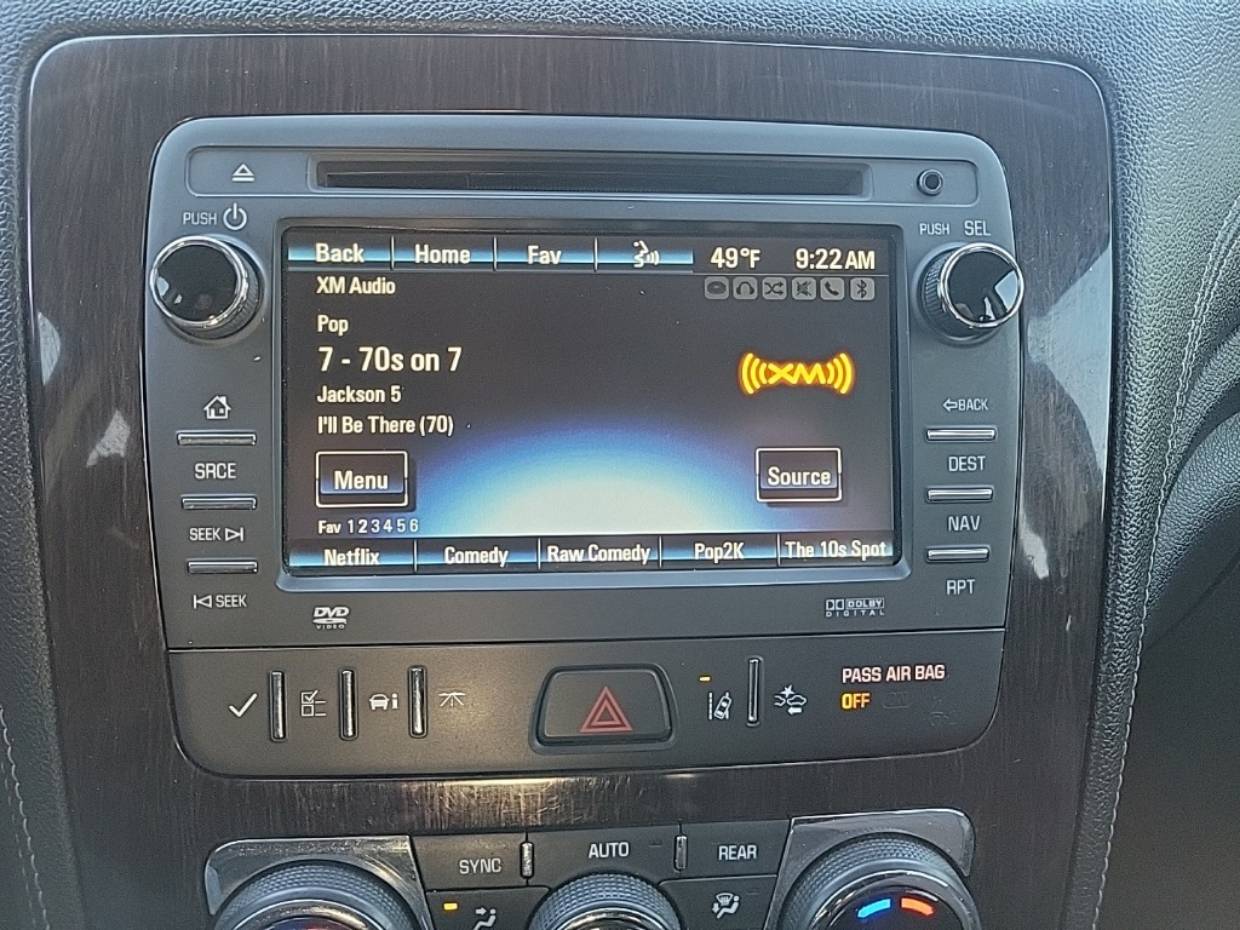 PUSH
PUSH SEL
Back Home Fav 49°F 9:22AM
XM Audio
Pop
7 - 70s on 7
XM
Jackson 5
I'll Be There (70)
BACK
Menu
Source
SRCE
DEST
Fav 1 2 3 4 5 6
SEEK
NAV
Netflix Comedy Raw Comedy Pop2K The 10s Spot
SEEK
RPT
DVD
VIDEO
DOLBY
DIGITAL
PASS AIR BAG
OFF
SYNC AUTO REAR